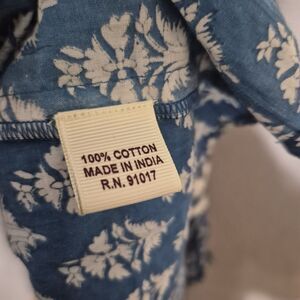 100% COTTON
MADE IN INDIA
R.N. 91017